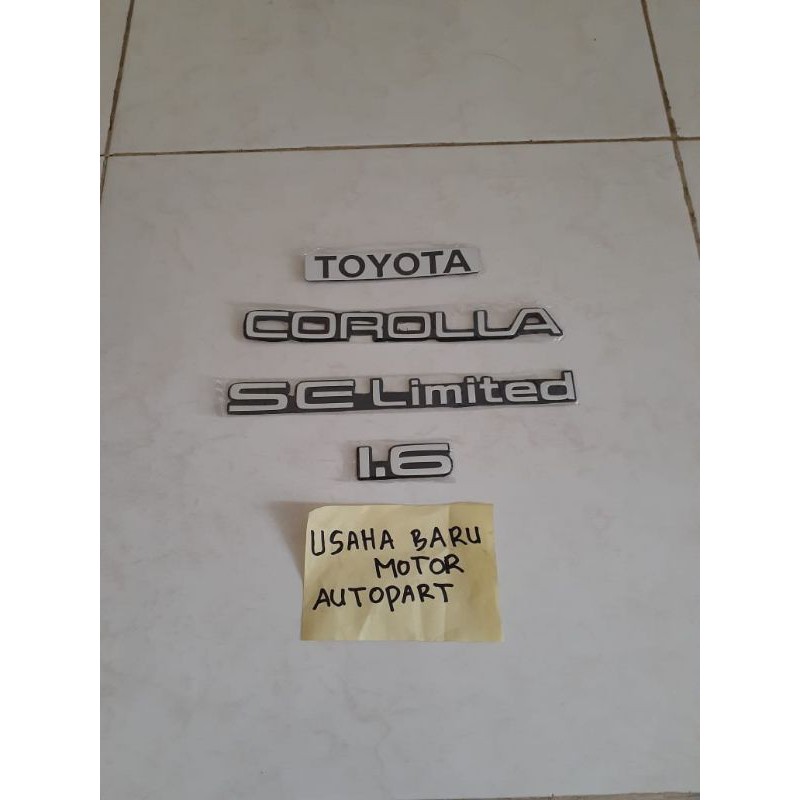 TOYOTA
COROLLA
SE Limited
1.6
USAHA BARU
MOTOR
AUTOPART